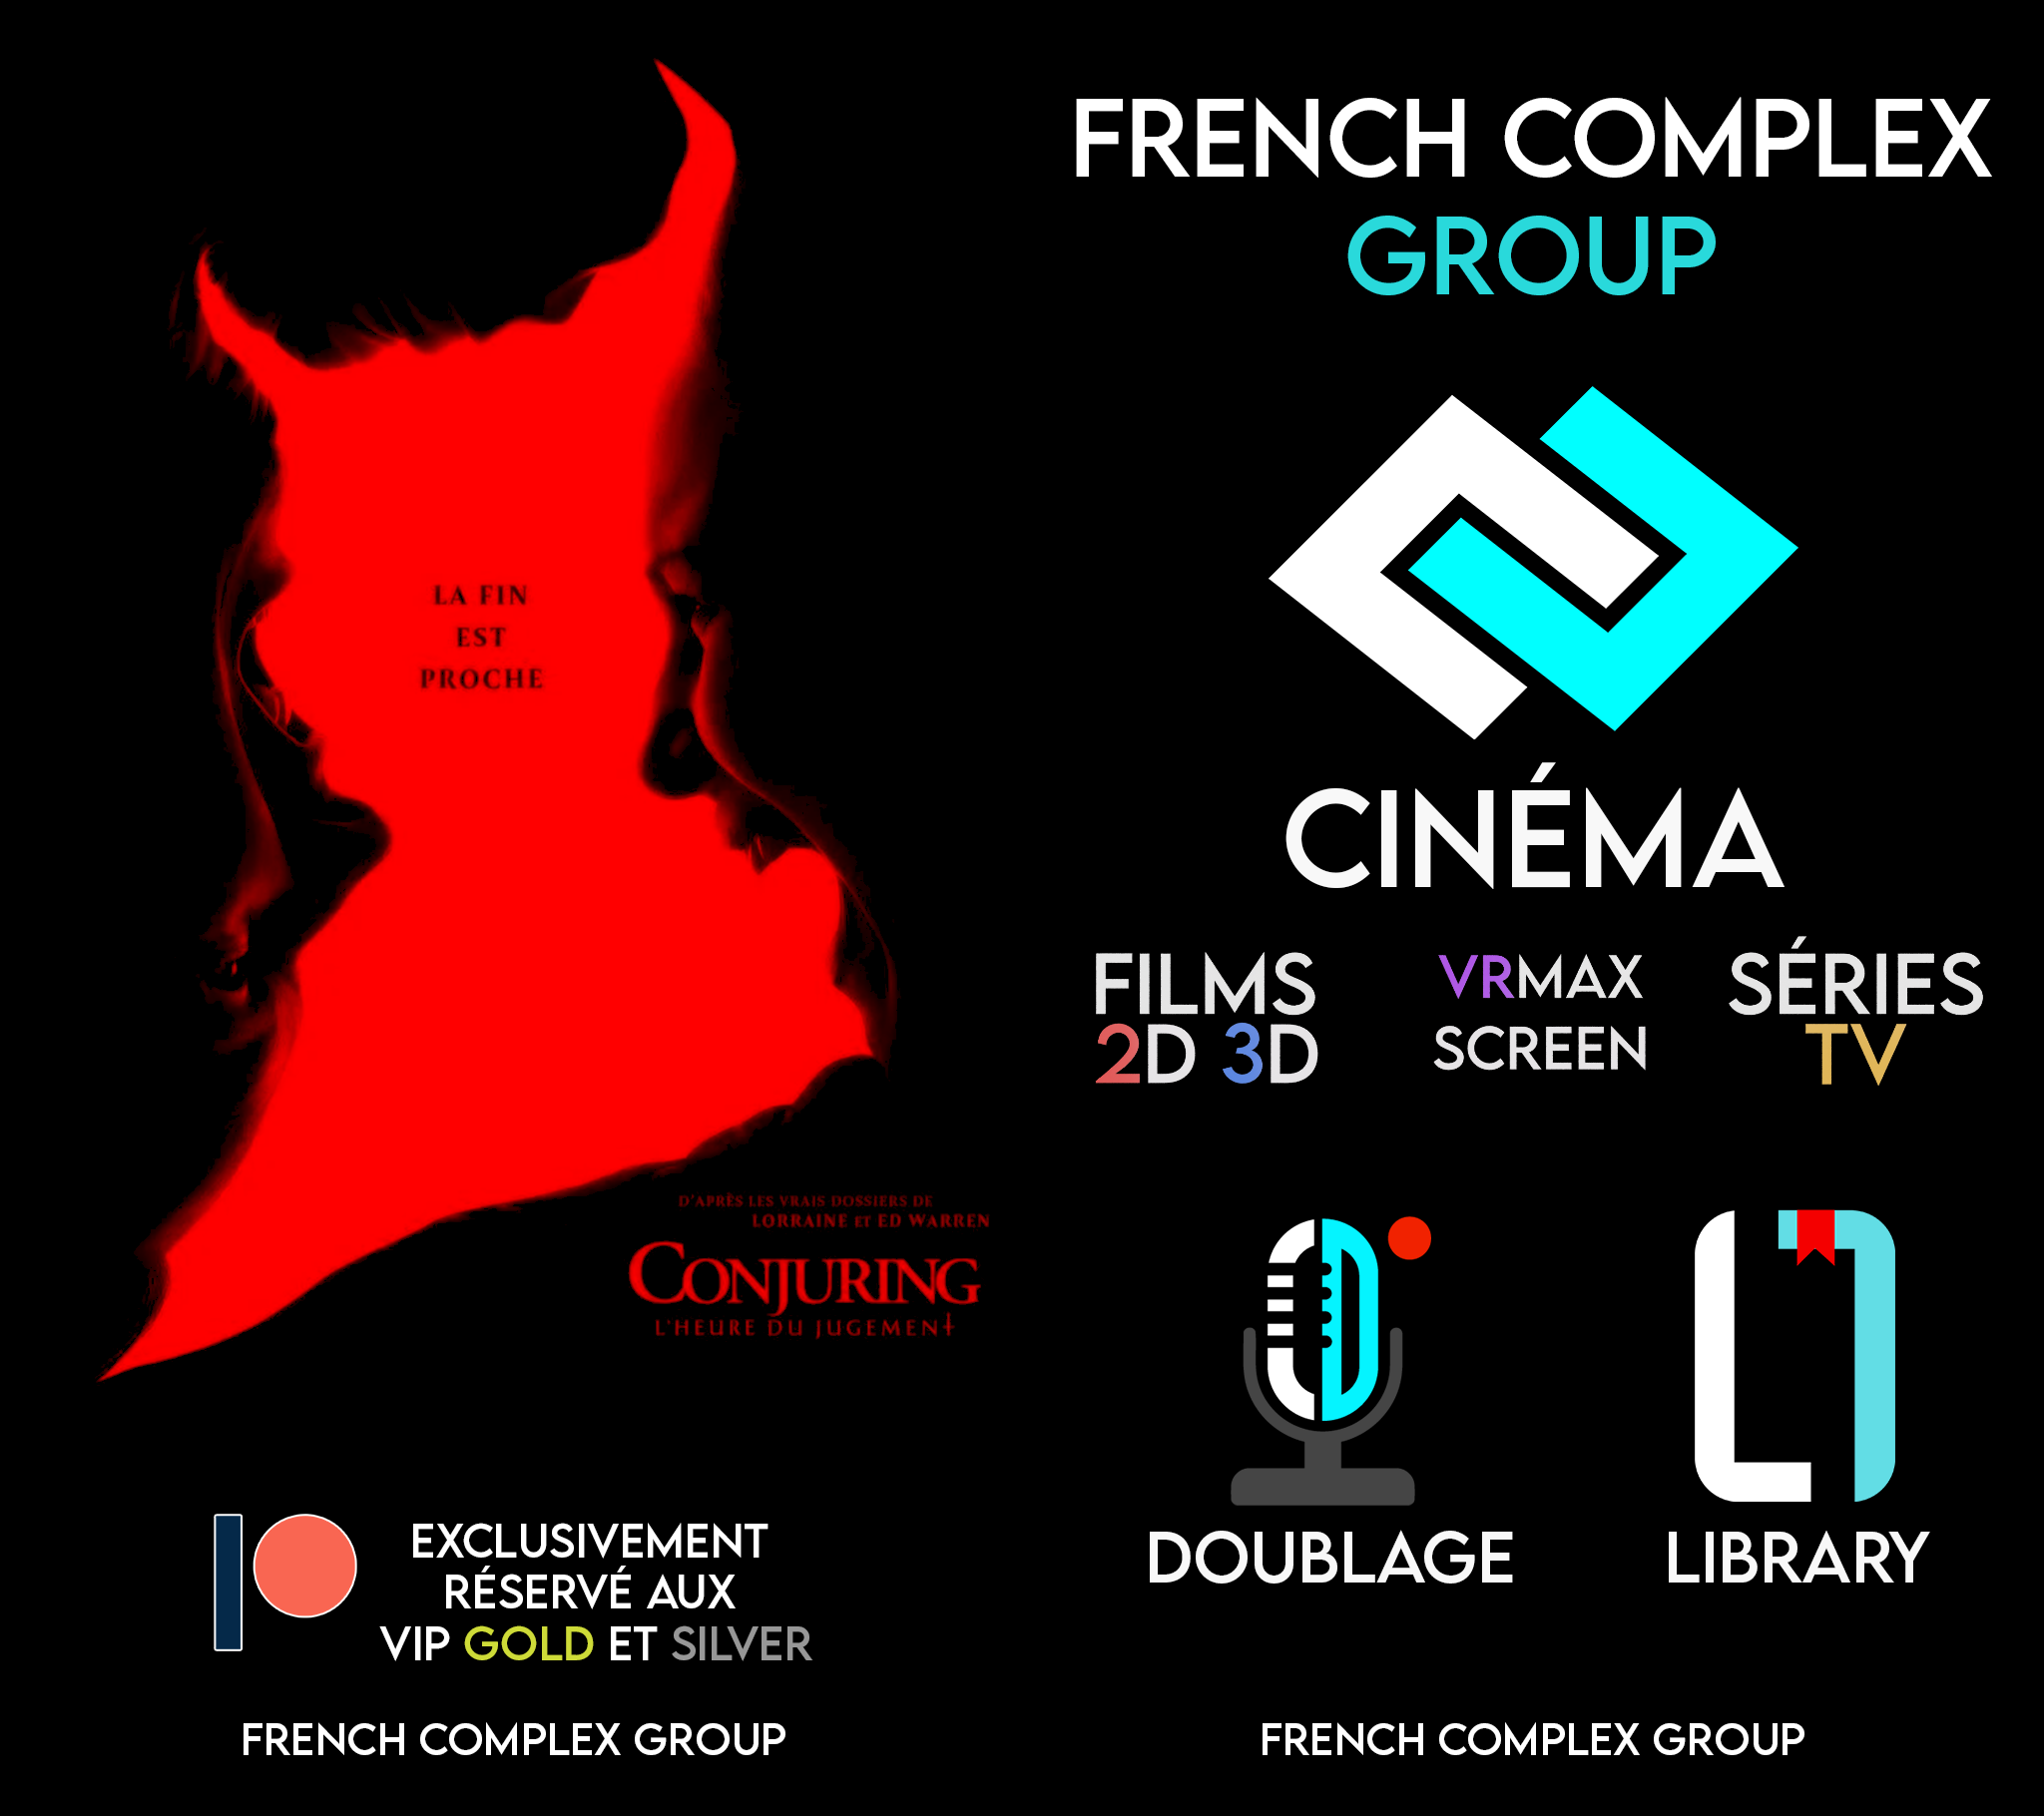 LA FIN
EST
PROCHE
D'APRÈS LES VRAIS DOSSIERS DE
LORRAINE ET ED WARREN
CONJURING
L'HEURE DU JUGEMENT
EXCLUSIVEMENT
RÉSERVÉ AUX
VIP GOLD ET SILVER
FRENCH COMPLEX GROUP
FRENCH COMPLEX
GROUP
CINÉMA
FILMS
2D 3D
VRMAX
SCREEN
SÉRIES
TV
DOUBLAGE
LIBRARY
FRENCH COMPLEX GROUP